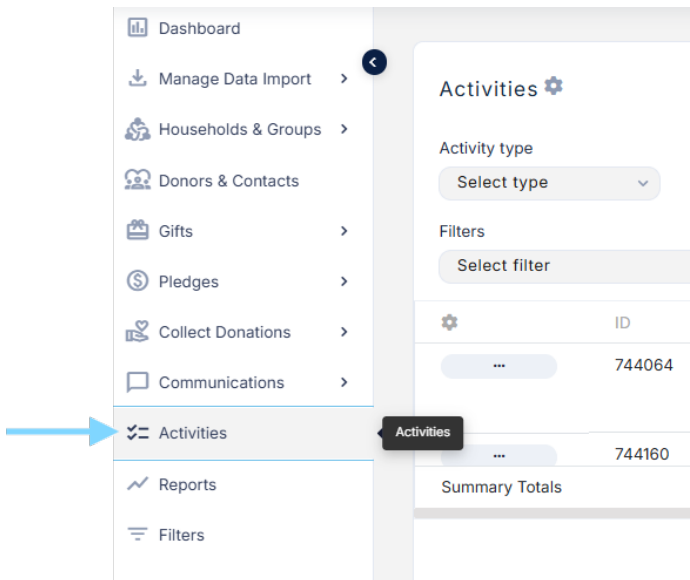 Dashboard
Manage Data Import
Households & Groups
Donors & Contacts
Gifts
Pledges
Collect Donations
Communications
Activities
Reports
Filters
Activities
Activities
Activity type
Select type
Filters
Select filter
ID
744064
744160
Summary Totals